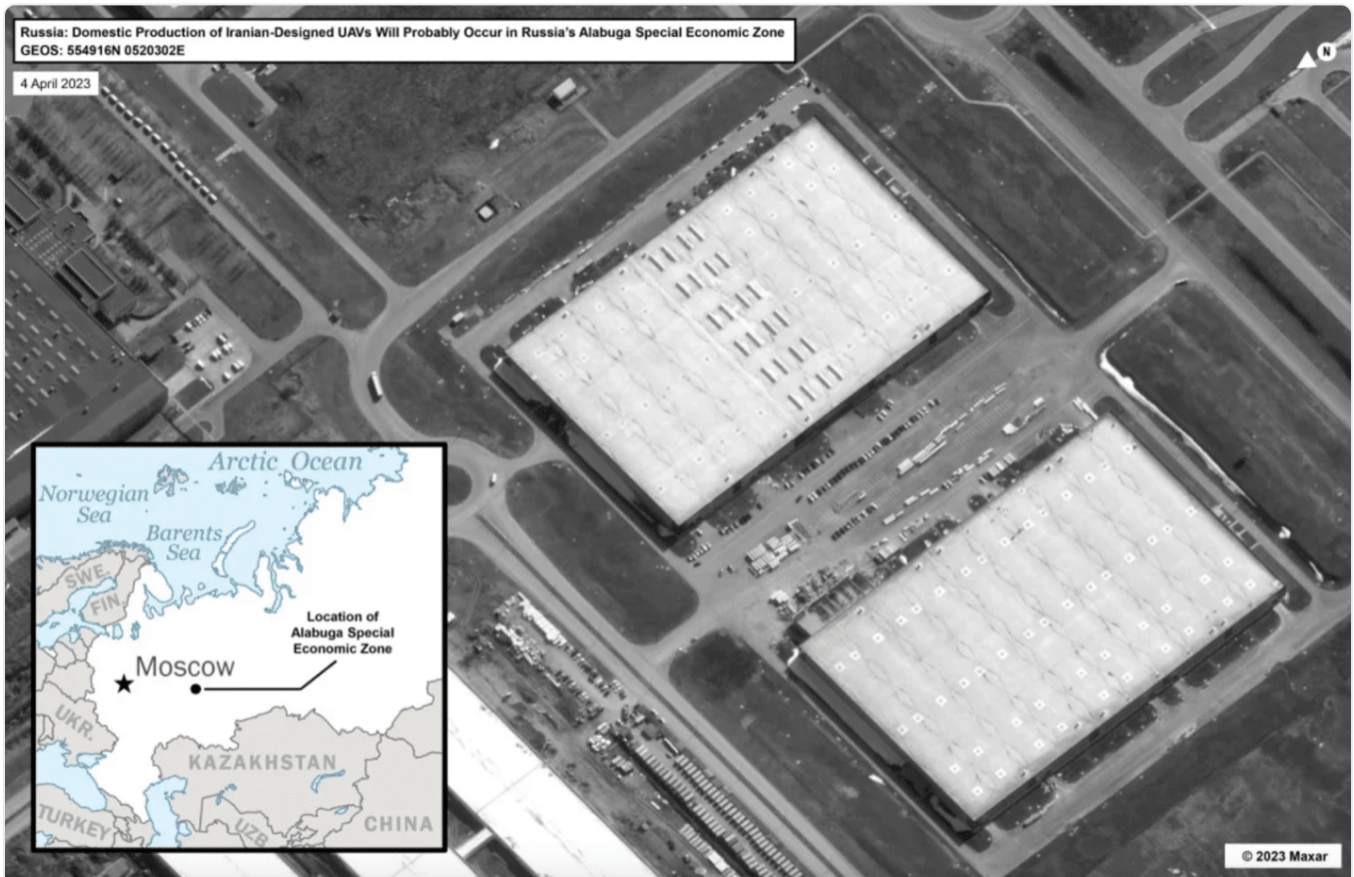 Russia: Domestic Production of Iranian-Designed UAVs Will Probably Occur in Russia's Alabuga Special Economic Zone
GEOS: 554916N 0520302E
4 April 2023
N
Arctic Ocean
Norwegian
Sea
Barents
Sea
SWE.
FIN.
Location of
Alabuga Special
Economic Zone
Moscow
UKR.
KAZAKHSTAN
TURKEY
UZB.
CHINA
© 2023 Maxar